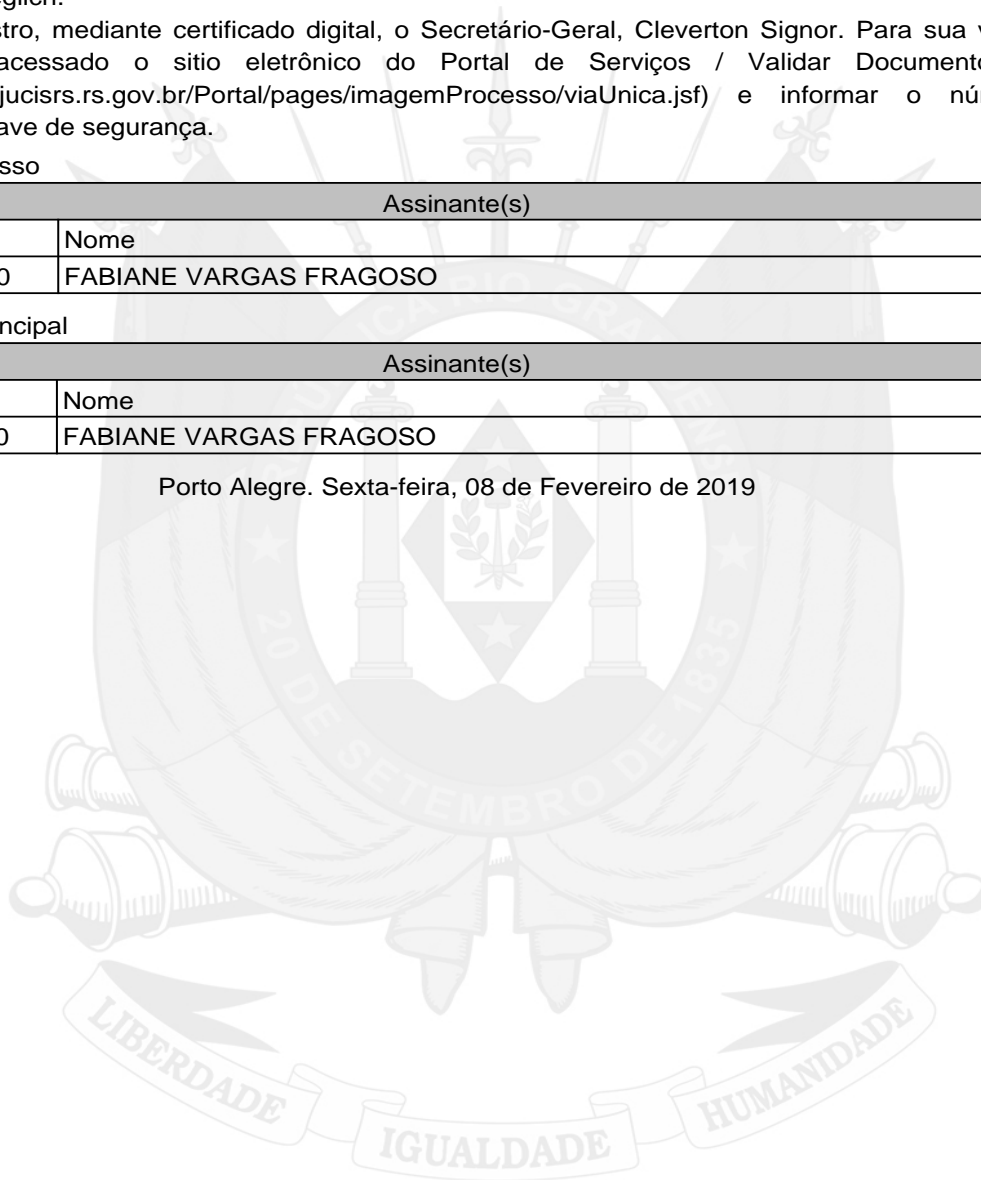 stro, mediante certificado digital, o Secretário-Geral, Cleverton Signor. Para sua v
acessado o sitio eletrônico do Portal de Serviços / Validar Document
jucisrs.rs.gov.br/Portal/pages/imagemProcesso/viaUnica.jsf) e informar o nú
ave de segurança.
sso
Assinante(s)
Nome
0 FABIANE VARGAS FRAGOSO
ncipal
Assinante(s)
Nome
0 FABIANE VARGAS FRAGOSO
Porto Alegre. Sexta-feira, 08 de Fevereiro de 2019
REPÚBLICA RIO-GRANDENSE
20 DE SETEMBRO DE 1835
LIBERDADE IGUALDADE HUMANIDADE